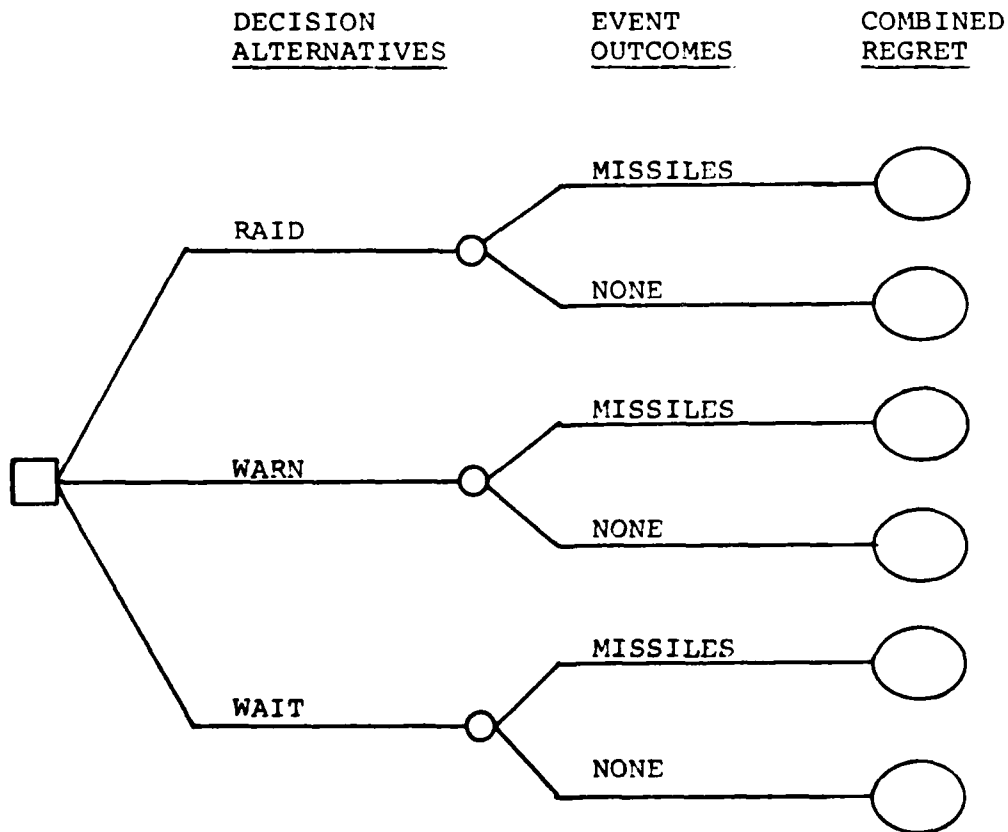 DECISION
ALTERNATIVES
EVENT
OUTCOMES
COMBINED
REGRET
MISSILES
RAID
NONE
MISSILES
WARN
NONE
MISSILES
WAIT
NONE